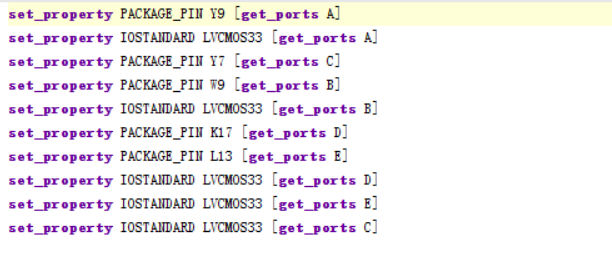 set_property PACKAGE_PIN Y9 [get_ports A]
set_property IOSTANDARD LVCMOS33 [get_ports A]
set_property PACKAGE_PIN Y7 [get_ports C]
set_property PACKAGE_PIN W9 [get_ports B]
set_property IOSTANDARD LVCMOS33 [get_ports B]
set_property PACKAGE_PIN K17 [get_ports D]
set_property PACKAGE_PIN L13 [get_ports E]
set_property IOSTANDARD LVCMOS33 [get_ports D]
set_property IOSTANDARD LVCMOS33 [get_ports E]
set_property IOSTANDARD LVCMOS33 [get_ports C]